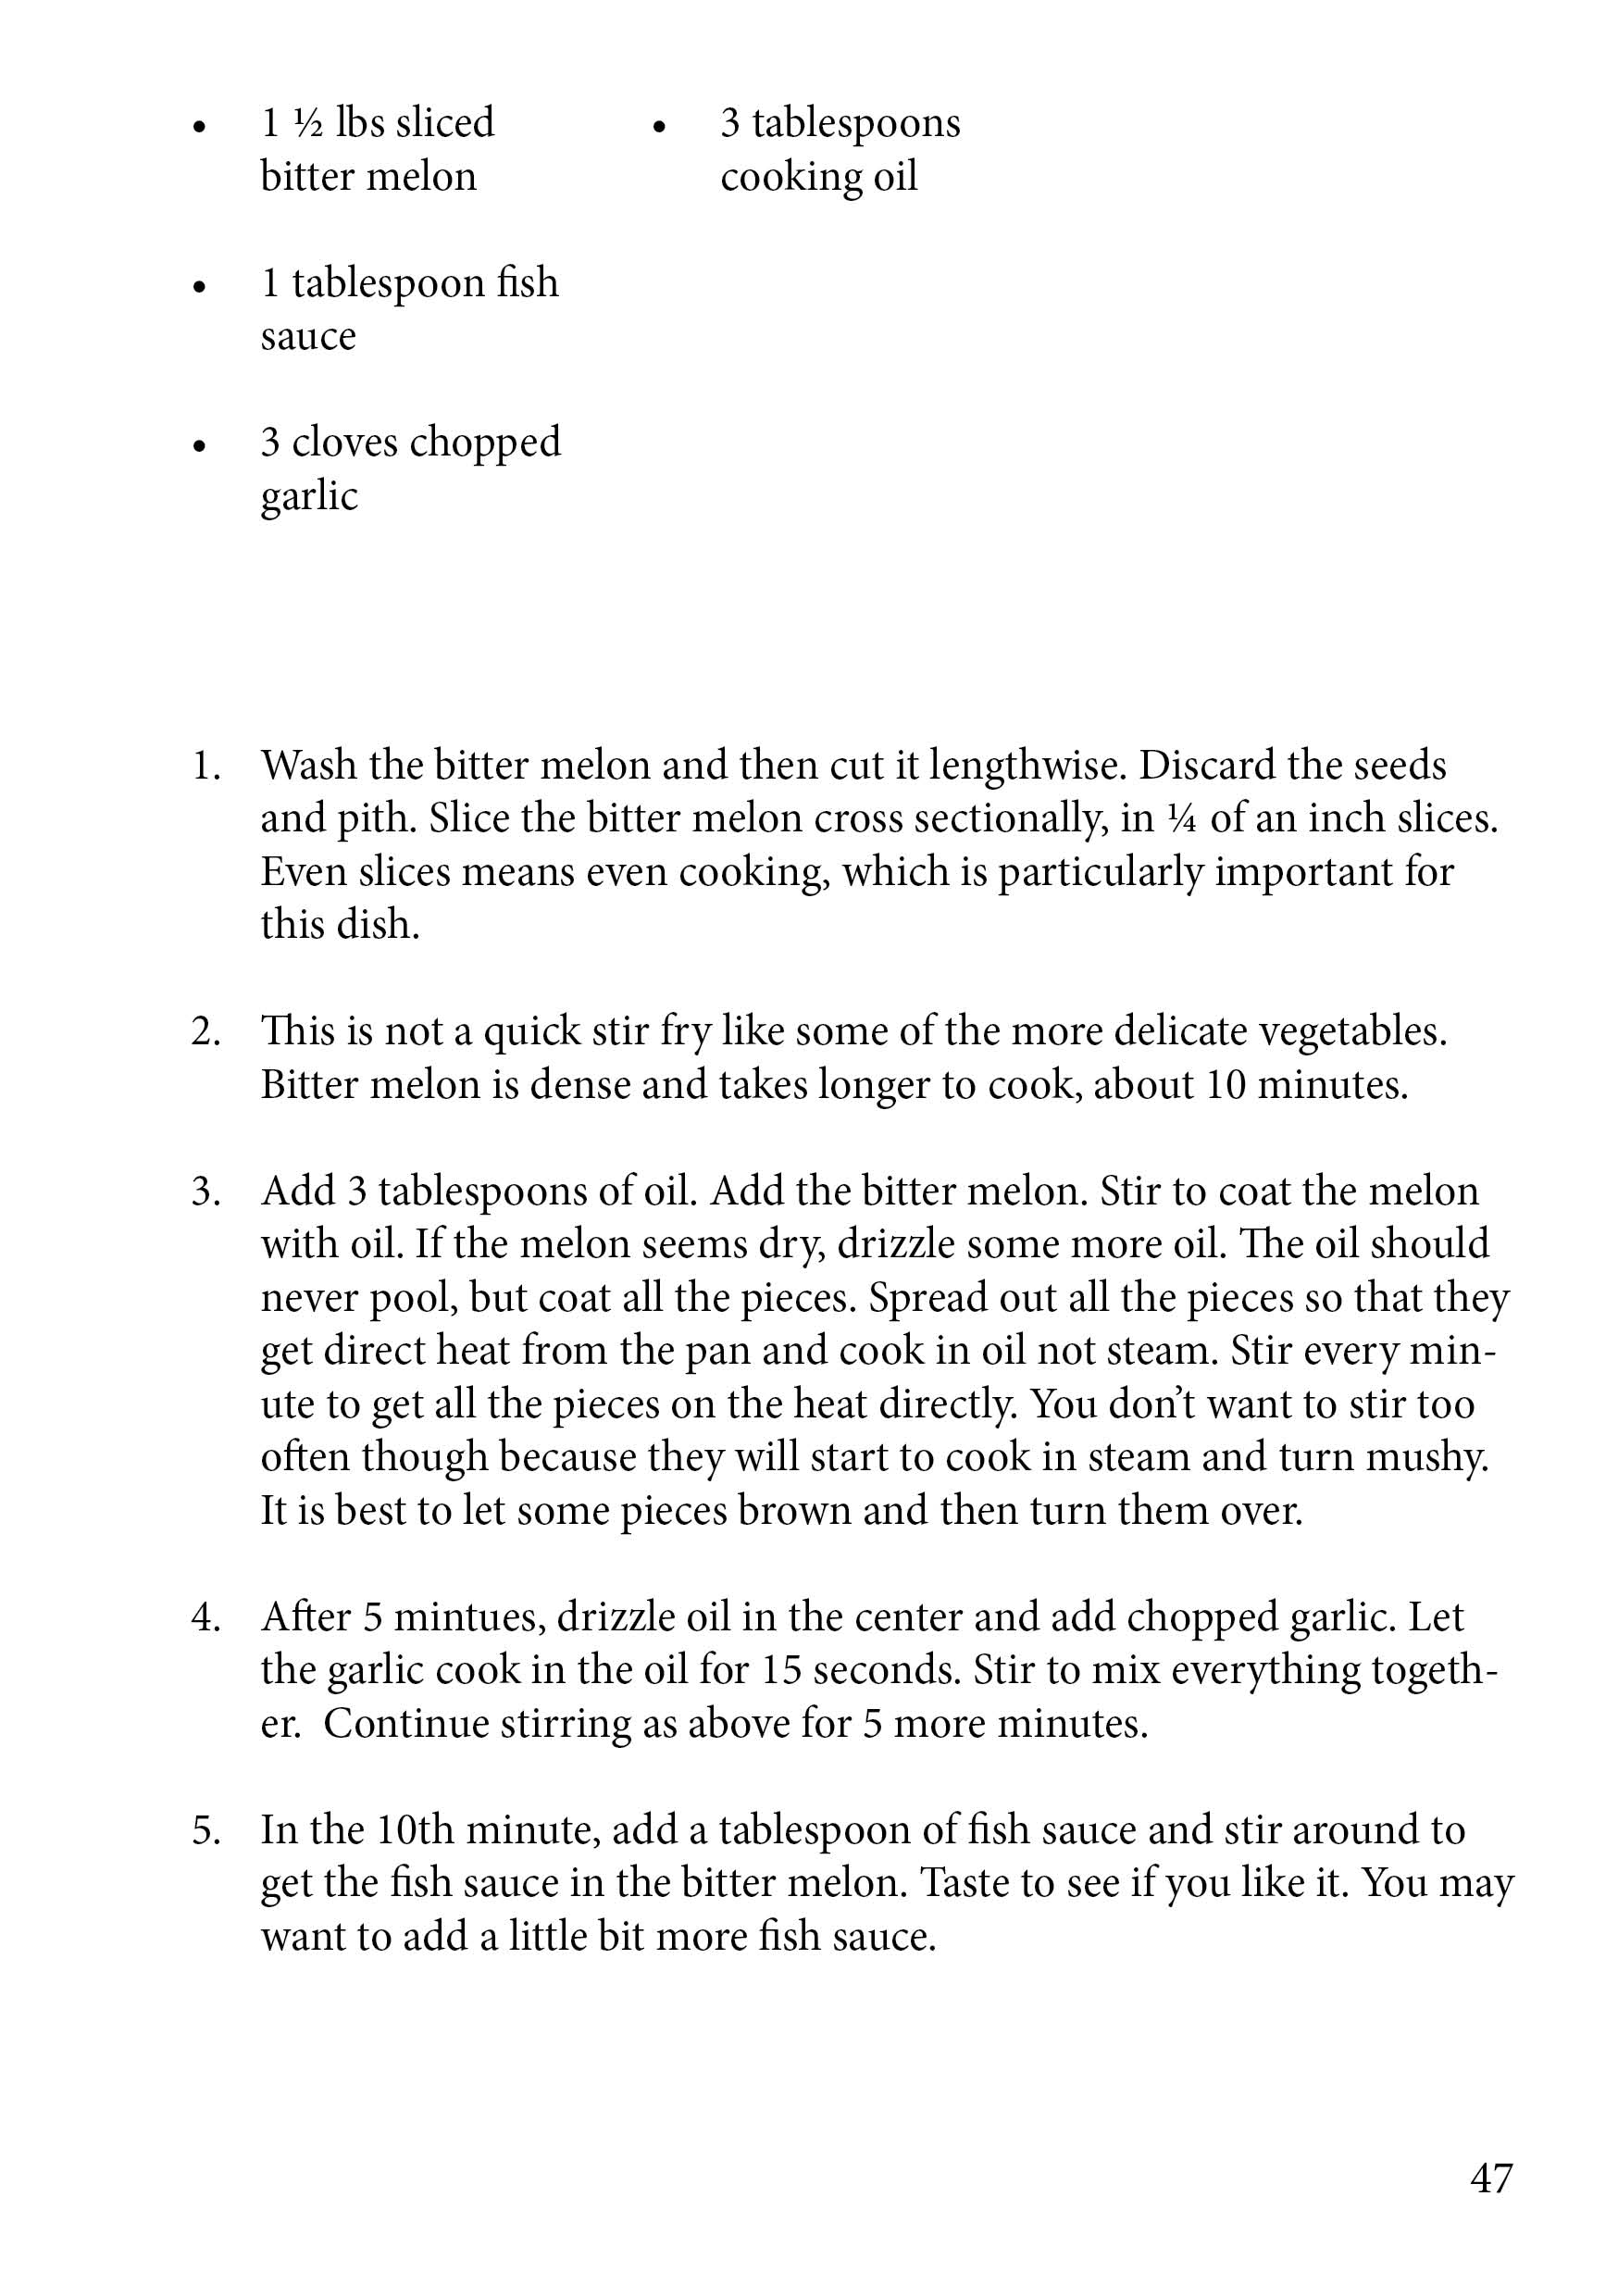 • 1 ½ lbs sliced
bitter melon
• 1 tablespoon fish
sauce
• 3 cloves chopped
garlic
• 3 tablespoons
cooking oil
1. Wash the bitter melon and then cut it lengthwise. Discard the seeds
and pith. Slice the bitter melon cross sectionally, in ¼ of an inch slices.
Even slices means even cooking, which is particularly important for
this dish.
2. This is not a quick stir fry like some of the more delicate vegetables.
Bitter melon is dense and takes longer to cook, about 10 minutes.
3. Add 3 tablespoons of oil. Add the bitter melon. Stir to coat the melon
with oil. If the melon seems dry, drizzle some more oil. The oil should
never pool, but coat all the pieces. Spread out all the pieces so that they
get direct heat from the pan and cook in oil not steam. Stir every min-
ute to get all the pieces on the heat directly. You don’t want to stir too
often though because they will start to cook in steam and turn mushy.
It is best to let some pieces brown and then turn them over.
4. After 5 mintues, drizzle oil in the center and add chopped garlic. Let
the garlic cook in the oil for 15 seconds. Stir to mix everything togeth-
er.  Continue stirring as above for 5 more minutes.
5. In the 10th minute, add a tablespoon of fish sauce and stir around to
get the fish sauce in the bitter melon. Taste to see if you like it. You may
want to add a little bit more fish sauce.
47